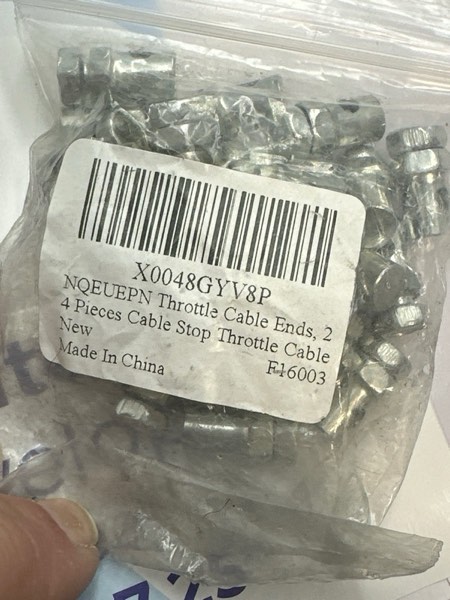 X0048GYV8P
NQEUEPN Throttle Cable Ends, 2
4 Pieces Cable Stop Throttle Cable
New
Made In China F16003